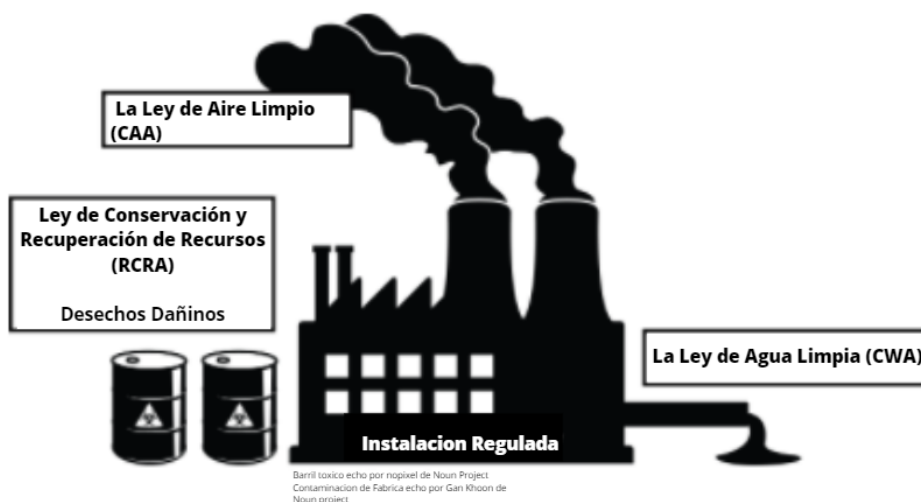 La Ley de Aire Limpio
(CAA)
Ley de Conservación y
Recuperación de Recursos
(RCRA)
Desechos Dañinos
La Ley de Agua Limpia (CWA)
Instalacion Regulada
Barril toxico echo por nopixel de Noun Project
Contaminacion de Fabrica echo por Gan Khoon de
Noun project